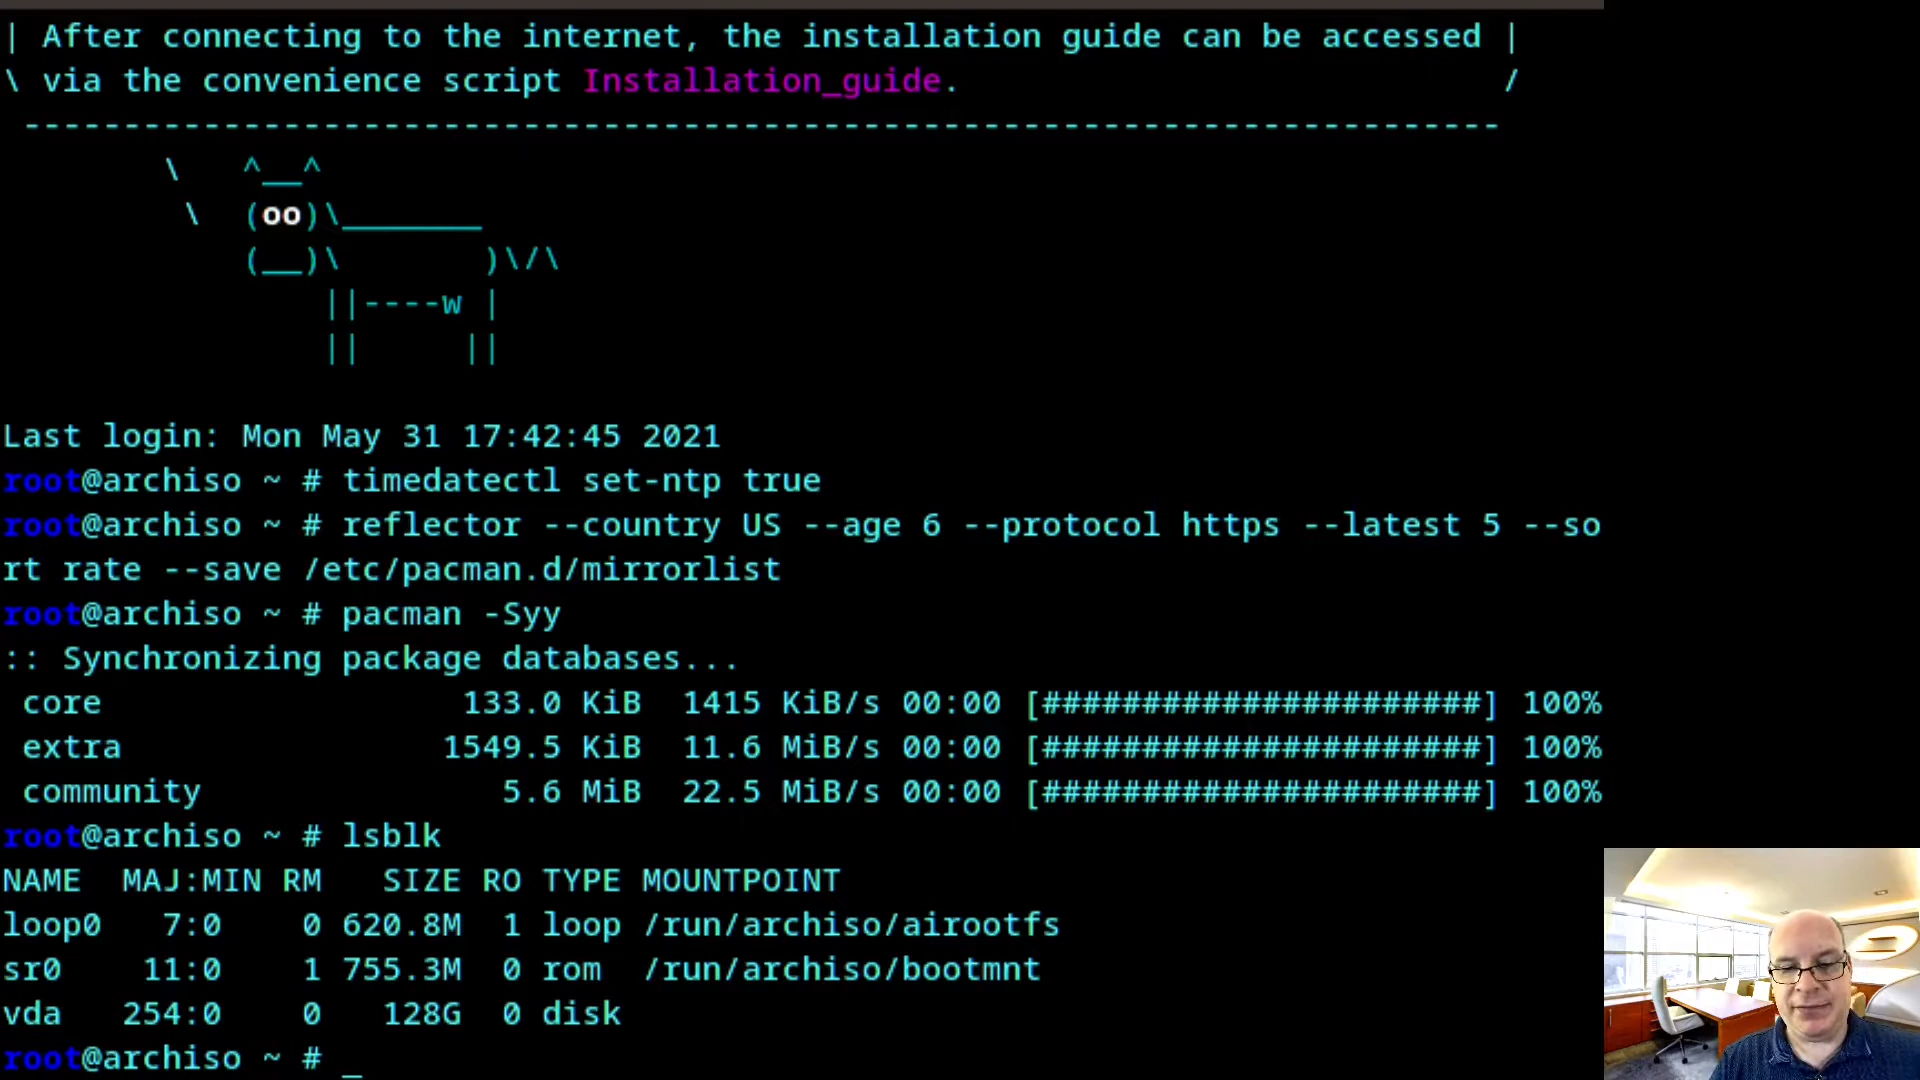 | After connecting to the internet, the installation guide can be accessed |
\ via the convenience script Installation_guide. /
--------------------------------------------------------------------------
\ ^__^
\ (oo)\_______
(__)\ )\/\
||----w |
|| ||
Last login: Mon May 31 17:42:45 2021
root@archiso ~ # timedatectl set-ntp true
root@archiso ~ # reflector --country US --age 6 --protocol https --latest 5 --so
rt rate --save /etc/pacman.d/mirrorlist
root@archiso ~ # pacman -Syy
:: Synchronizing package databases...
core 133.0 KiB 1415 KiB/s 00:00 [######################] 100%
extra 1549.5 KiB 11.6 MiB/s 00:00 [######################] 100%
community 5.6 MiB 22.5 MiB/s 00:00 [######################] 100%
root@archiso ~ # lsblk
NAME MAJ:MIN RM SIZE RO TYPE MOUNTPOINT
loop0 7:0 0 620.8M 1 loop /run/archiso/airootfs
sr0 11:0 1 755.3M 0 rom /run/archiso/bootmnt
vda 254:0 0 128G 0 disk
root@archiso ~ # _